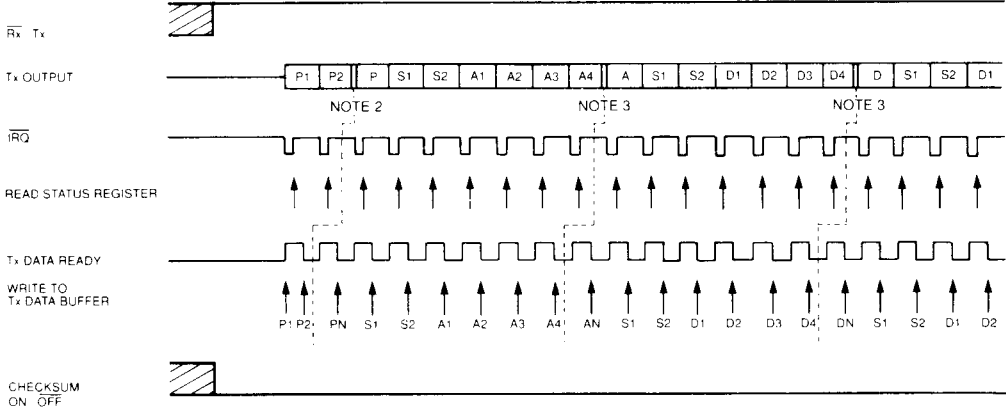 Rx Tx
Tx OUTPUT P1 P2 P S1 S2 A1 A2 A3 A4 A S1 S2 D1 D2 D3 D4 D S1 S2 D1
NOTE 2 NOTE 3 NOTE 3
IRQ
READ STATUS REGISTER
Tx DATA READY
WRITE TO
Tx DATA BUFFER
P1 P2 PN S1 S2 A1 A2 A3 A4 AN S1 S2 D1 D2 D3 D4 DN S1 S2 D1 D2
CHECKSUM
ON OFF